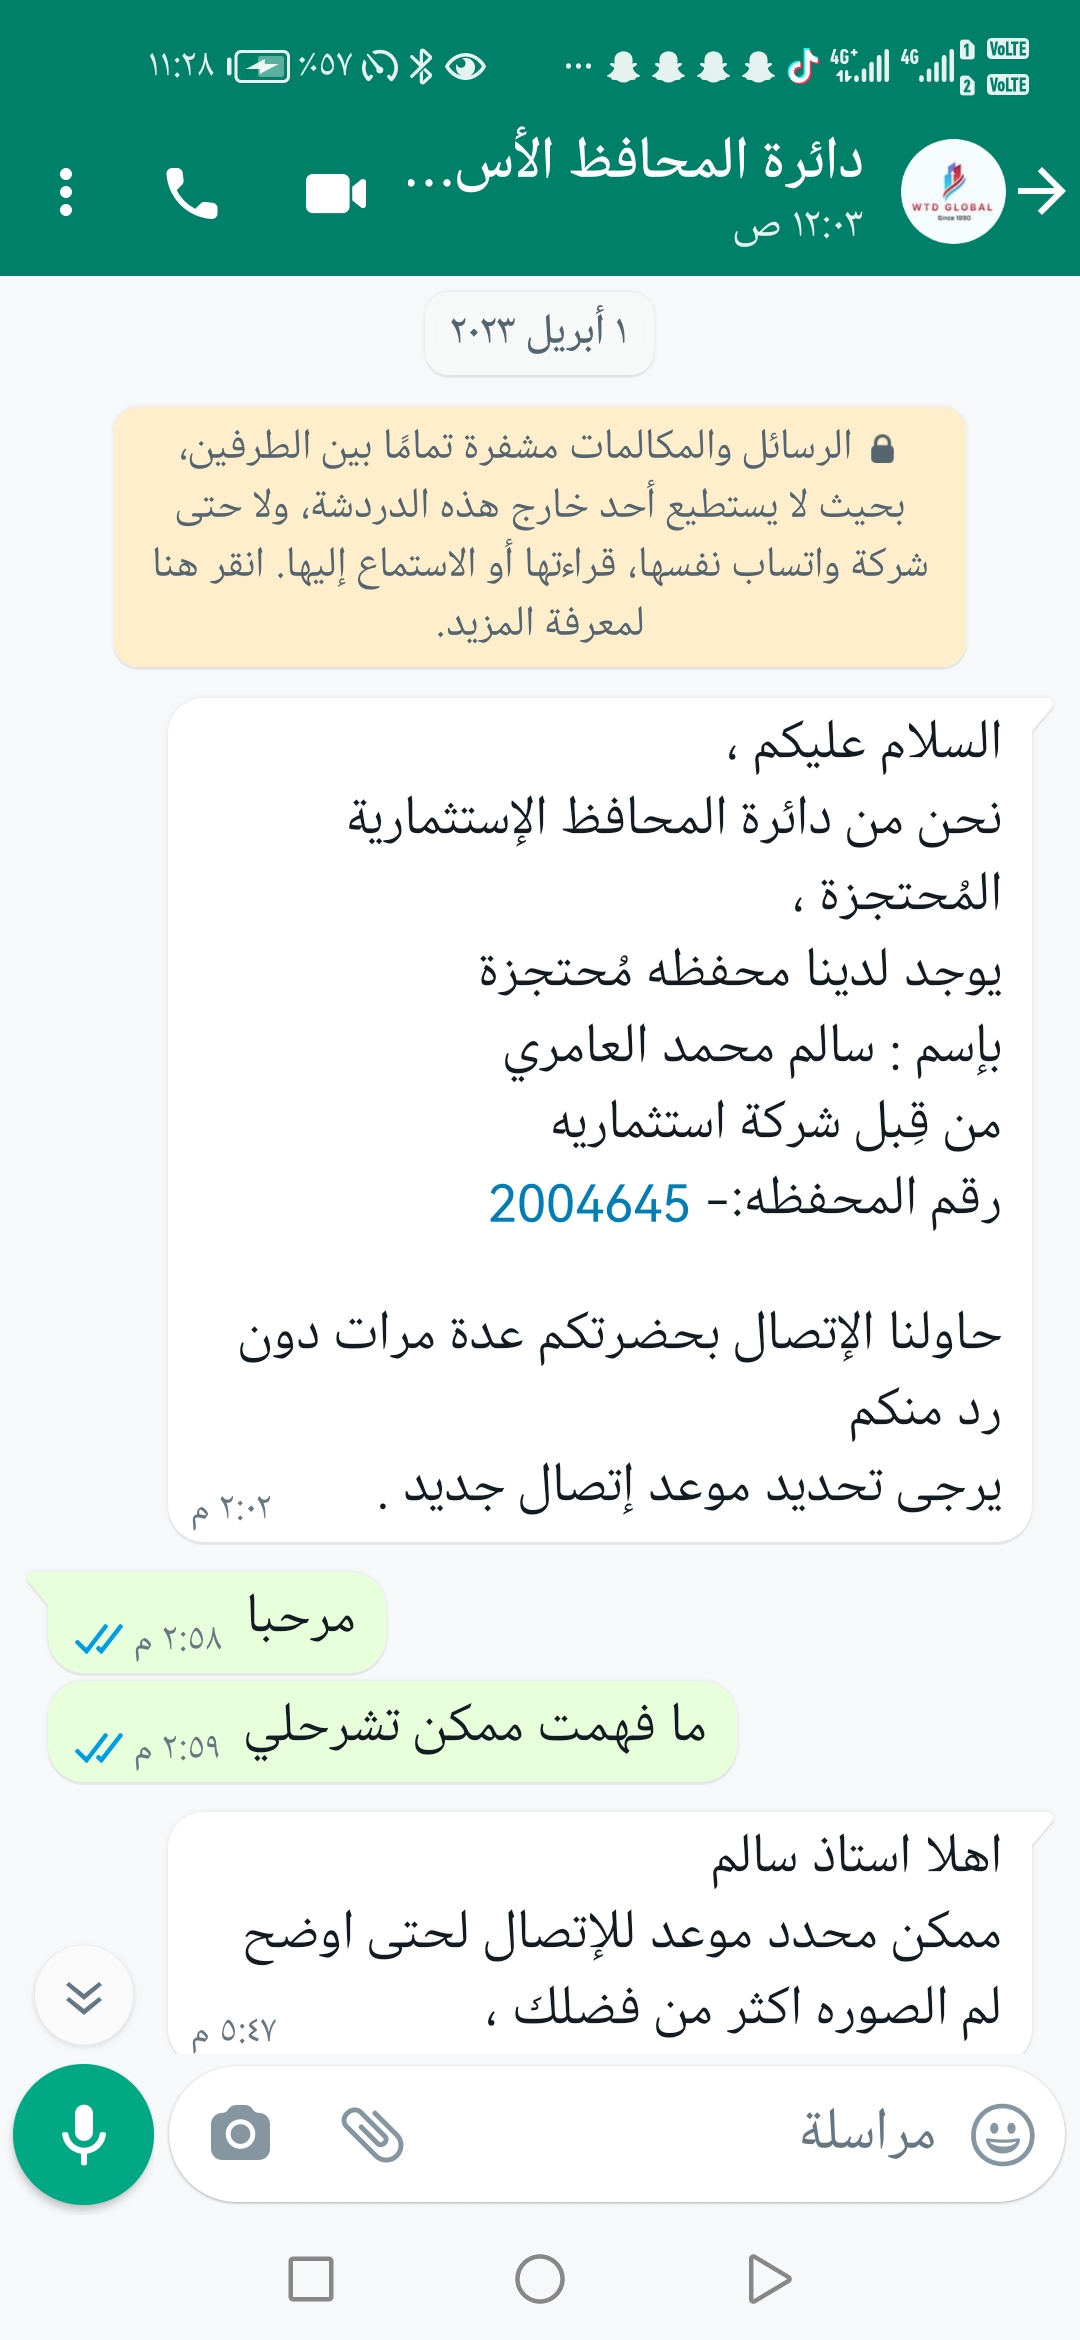 ١١:٢٨ ٪٥٧ ... 4G+ 4G 1 VoLTE 2 VoLTE
دائرة المحافظ الأس...
١٢:٠٣ ص
WTD GLOBAL
Since 1990
١ أبريل ٢٠٢٣
الرسائل والمكالمات مشفرة تمامًا بين الطرفين،
بحيث لا يستطيع أحد خارج هذه الدردشة، ولا حتى
شركة واتساب نفسها، قراءتها أو الاستماع إليها. انقر هنا
لمعرفة المزيد.
السلام عليكم ،
نحن من دائرة المحافظ الإستثمارية
المُحتجزة ،
يوجد لدينا محفظه مُحتجزة
بإسم : سالم محمد العامري
من قِبل شركة استثماريه
رقم المحفظه:- 2004645
حاولنا الإتصال بحضرتكم عدة مرات دون
رد منكم
يرجى تحديد موعد إتصال جديد .
٢:٠٢ م
مرحبا
٢:٥٨ م
ما فهمت ممكن تشرحلي
٢:٥٩ م
اهلا استاذ سالم
ممكن محدد موعد للإتصال لحتى اوضح
لم الصوره اكثر من فضلك ،
٥:٤٧ م
مراسلة